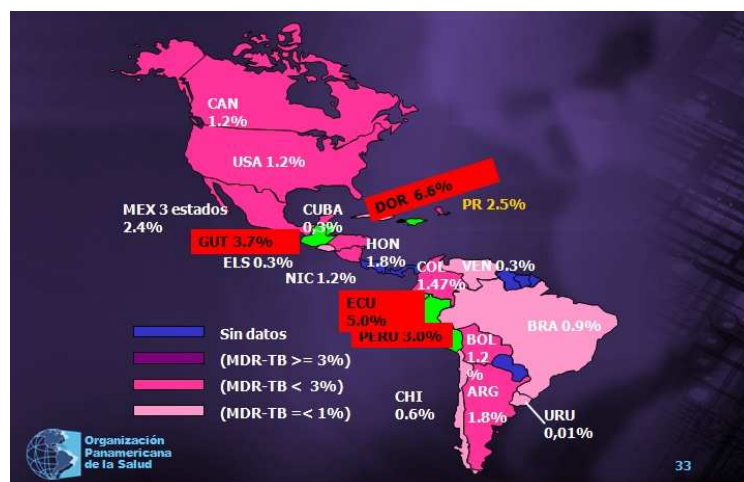 CAN
1.2%
USA 1.2%
DOR 6.6%
PR 2.5%
MEX 3 estados
2.4%
CUBA
0,3%
GUT 3.7%
HON
1.8%
ELS 0.3%
NIC 1.2%
COL
1.47%
VEN 0.3%
ECU
5.0%
PERU 3.0%
BRA 0.9%
BOL
1.2
%
Sin datos
(MDR-TB >= 3%)
(MDR-TB < 3%)
(MDR-TB =< 1%)
CHI
0.6%
ARG
1.8%
URU
0,01%
Organización
Panamericana
de la Salud
33